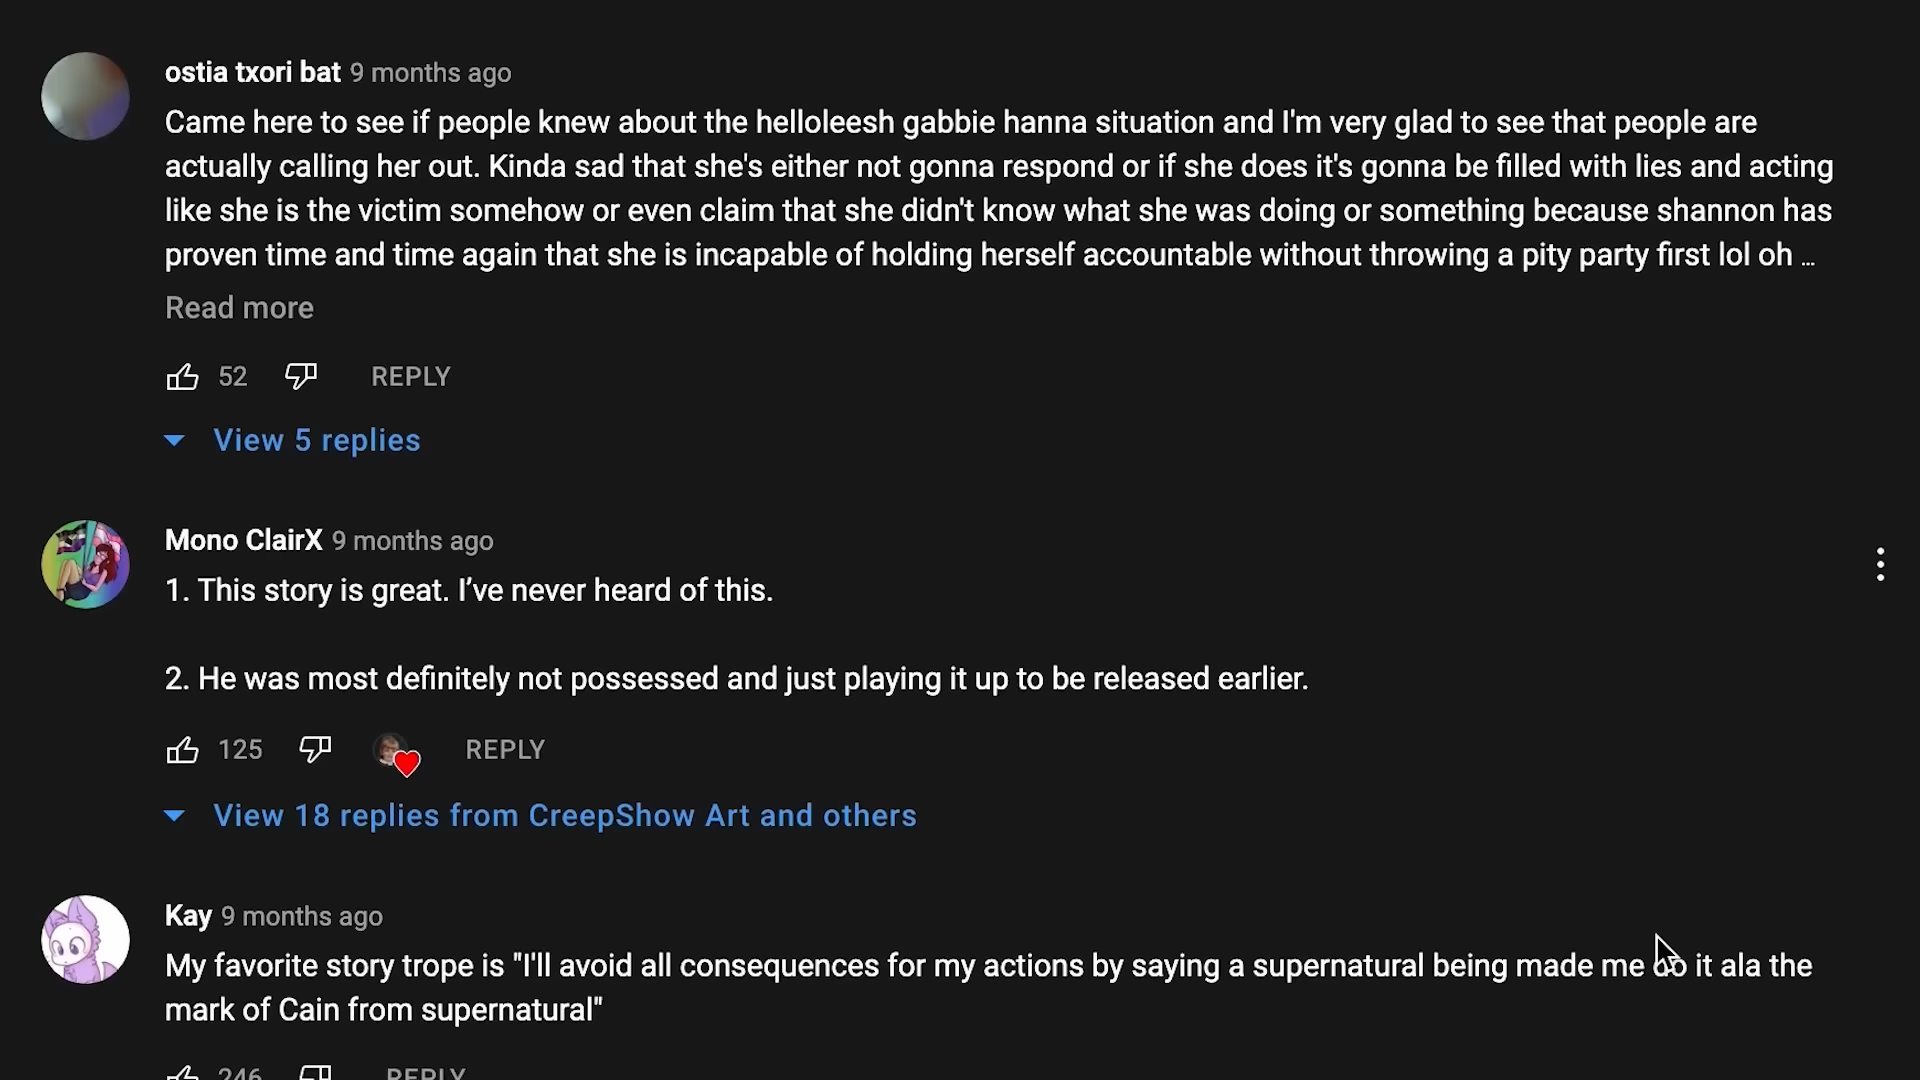 ostia txori bat 9 months ago
Came here to see if people knew about the helloleesh gabbie hanna situation and I'm very glad to see that people are
actually calling her out. Kinda sad that she's either not gonna respond or if she does it's gonna be filled with lies and acting
like she is the victim somehow or even claim that she didn't know what she was doing or something because shannon has
proven time and time again that she is incapable of holding herself accountable without throwing a pity party first lol oh ...
Read more
52 REPLY
View 5 replies
Mono ClairX 9 months ago
1. This story is great. I’ve never heard of this.
2. He was most definitely not possessed and just playing it up to be released earlier.
125 REPLY
View 18 replies from CreepShow Art and others
Kay 9 months ago
My favorite story trope is "I'll avoid all consequences for my actions by saying a supernatural being made me do it ala the
mark of Cain from supernatural"
246 REPLY